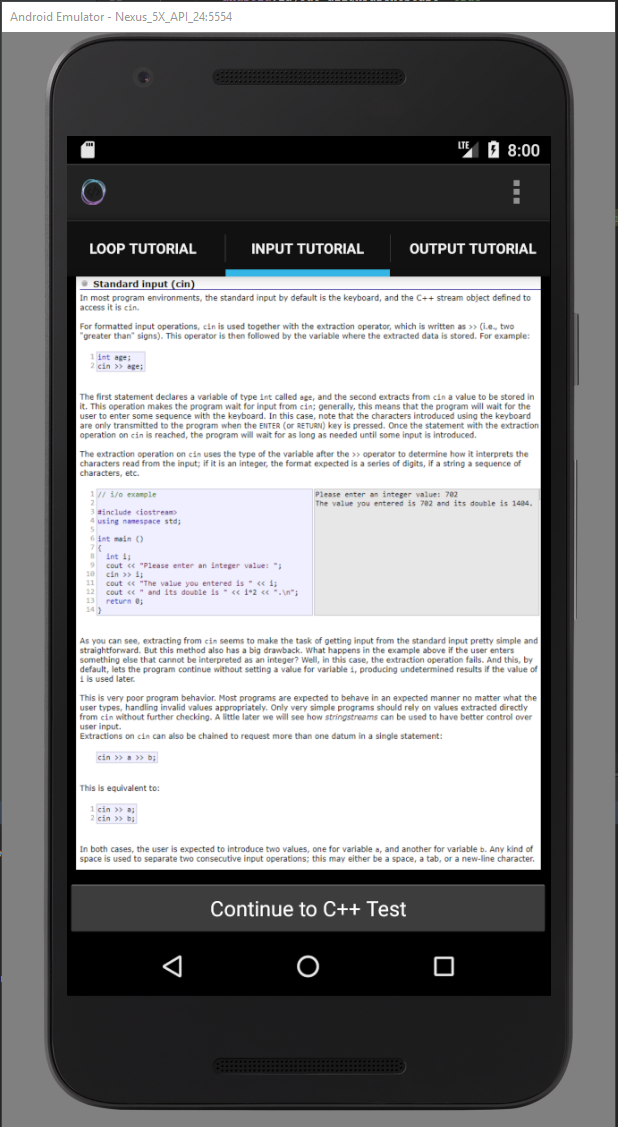 Android Emulator - Nexus_5X_API_24:5554
LTE 8:00
LOOP TUTORIAL INPUT TUTORIAL OUTPUT TUTORIAL
Standard input (cin)
In most program environments, the standard input by default is the keyboard, and the C++ stream object defined to
access it is cin.
For formatted input operations, cin is used together with the extraction operator, which is written as >> (i.e., two
"greater than" signs). This operator is then followed by the variable where the extracted data is stored. For example:
1 int age;
2 cin >> age;
The first statement declares a variable of type int called age, and the second extracts from cin a value to be stored in
it. This operation makes the program wait for input from cin; generally, this means that the program will wait for the
user to enter some sequence with the keyboard. In this case, note that the characters introduced using the keyboard
are only transmitted to the program when the ENTER (or RETURN) key is pressed. Once the statement with the extraction
operation on cin is reached, the program will wait for as long as needed until some input is introduced.
The extraction operation on cin uses the type of the variable after the >> operator to determine how it interprets the
characters read from the input; if it is an integer, the format expected is a series of digits, if a string a sequence of
characters, etc.
1 // i/o example
2
3 #include <iostream>
4 using namespace std;
5
6 int main ()
7 {
8 int i;
9 cout << "Please enter an integer value: ";
10 cin >> i;
11 cout << "The value you entered is " << i;
12 cout << " and its double is " << i*2 << ".\n";
13 return 0;
14 }
Please enter an integer value: 702
The value you entered is 702 and its double is 1404.
As you can see, extracting from cin seems to make the task of getting input from the standard input pretty simple and
straightforward. But this method also has a big drawback. What happens in the example above if the user enters
something else that cannot be interpreted as an integer? Well, in this case, the extraction operation fails. And this, by
default, lets the program continue without setting a value for variable i, producing undetermined results if the value of
i is used later.
This is very poor program behavior. Most programs are expected to behave in an expected manner no matter what the
user types, handling invalid values appropriately. Only very simple programs should rely on values extracted directly
from cin without further checking. A little later we will see how stringstreams can be used to have better control over
user input.
Extractions on cin can also be chained to request more than one datum in a single statement:
cin >> a >> b;
This is equivalent to:
1 cin >> a;
2 cin >> b;
In both cases, the user is expected to introduce two values, one for variable a, and another for variable b. Any kind of
space is used to separate two consecutive input operations; this may either be a space, a tab, or a new-line character.
Continue to C++ Test